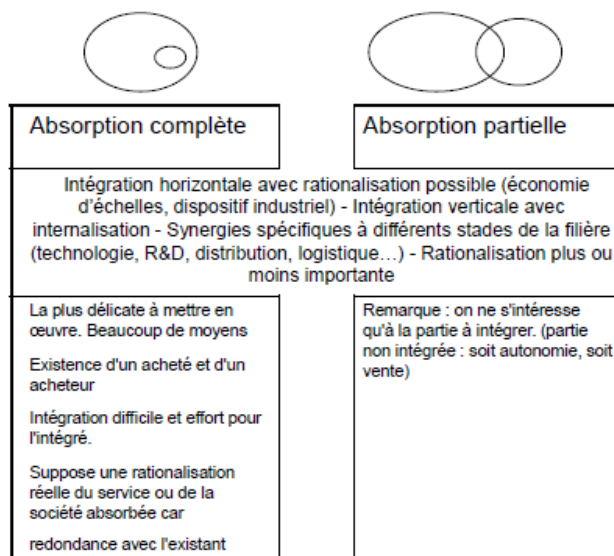 Absorption complète
Absorption partielle
Intégration horizontale avec rationalisation possible (économie
d'échelles, dispositif industriel) - Intégration verticale avec
internalisation - Synergies spécifiques à différents stades de la filière
(technologie, R&D, distribution, logistique…) - Rationalisation plus ou
moins importante
La plus délicate à mettre en
œuvre. Beaucoup de moyens
Existence d'un acheté et d'un
acheteur
Intégration difficile et effort pour
l'intégré.
Suppose une rationalisation
réelle du service ou de la
société absorbée car
redondance avec l'existant
Remarque : on ne s'intéresse
qu'à la partie à intégrer. (partie
non intégrée : soit autonomie, soit
vente)